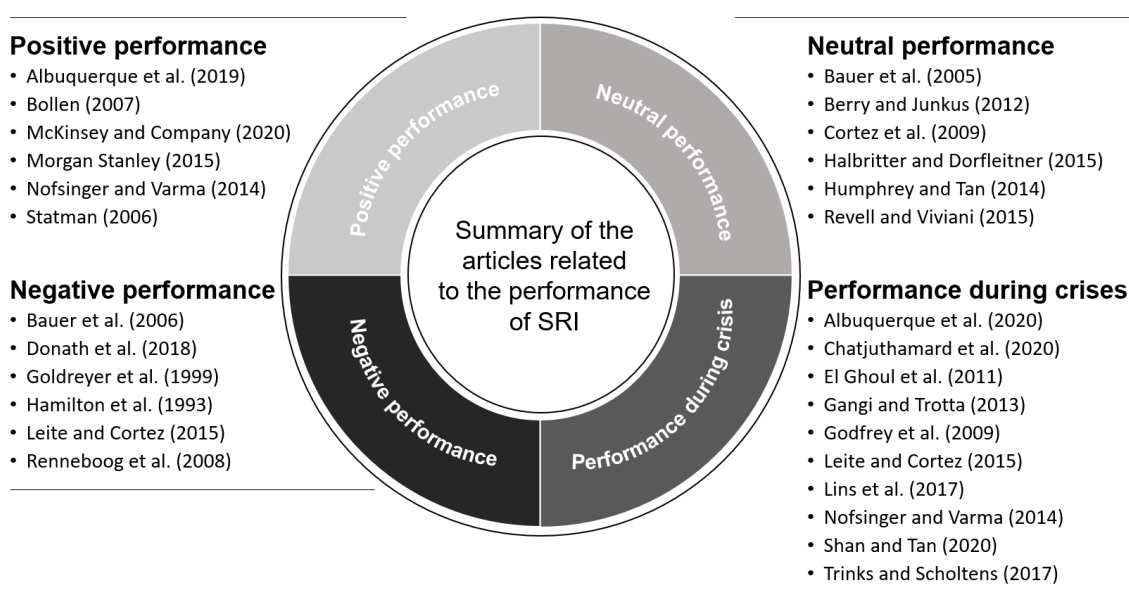 Positive performance
• Albuquerque et al. (2019)
• Bollen (2007)
• McKinsey and Company (2020)
• Morgan Stanley (2015)
• Nofsinger and Varma (2014)
• Statman (2006)
Negative performance
• Bauer et al. (2006)
• Donath et al. (2018)
• Goldreyer et al. (1999)
• Hamilton et al. (1993)
• Leite and Cortez (2015)
• Renneboog et al. (2008)
Positive performance
Neutral performance
Negative performance
Performance during crisis
Summary of the
articles related
to the performance
of SRI
Neutral performance
• Bauer et al. (2005)
• Berry and Junkus (2012)
• Cortez et al. (2009)
• Halbritter and Dorfleitner (2015)
• Humphrey and Tan (2014)
• Revell and Viviani (2015)
Performance during crises
• Albuquerque et al. (2020)
• Chatjuthamard et al. (2020)
• El Ghoul et al. (2011)
• Gangi and Trotta (2013)
• Godfrey et al. (2009)
• Leite and Cortez (2015)
• Lins et al. (2017)
• Nofsinger and Varma (2014)
• Shan and Tan (2020)
• Trinks and Scholtens (2017)